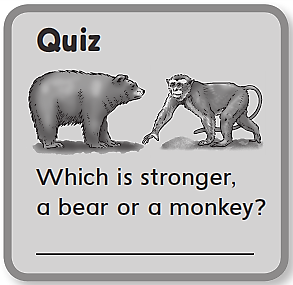 Quiz
Which is stronger,
a bear or a monkey?